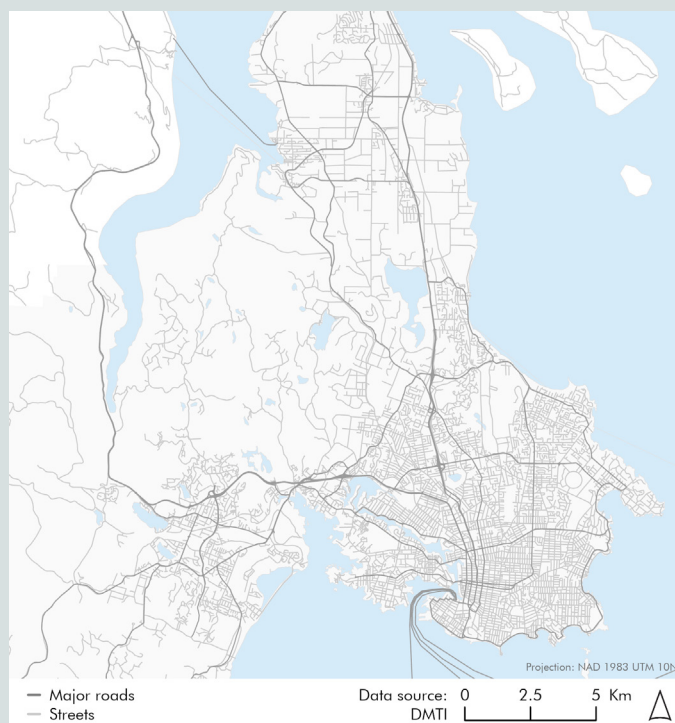 Projection: NAD 1983 UTM 10N
Major roads
Streets
Data source:
DMTI
0 2.5 5 Km